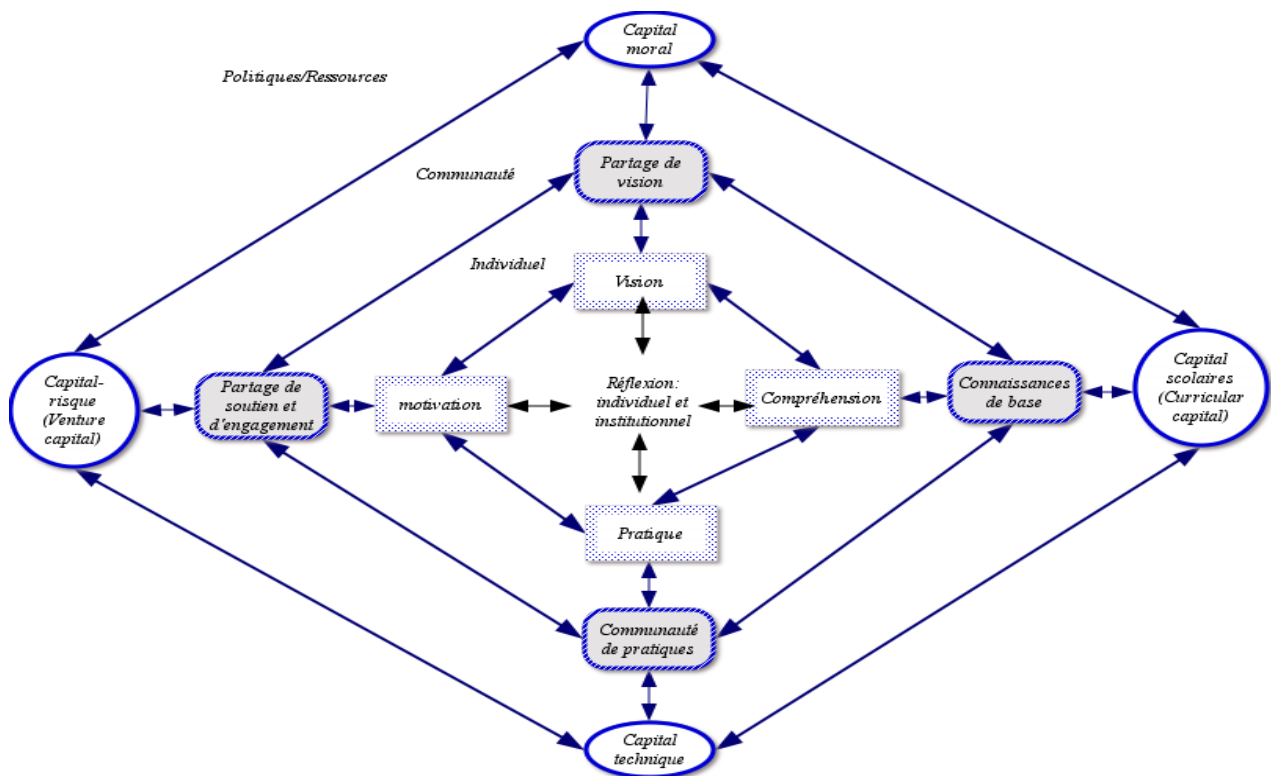 Capital
moral
Politiques/Ressources
Partage de
vision
Communauté
Individuel
Vision
Capital-
risque
(Venture
capital)
Partage de
soutien et
d'engagement
motivation
Réflexion:
individuel et
institutionnel
Compréhension
Connaissances
de base
Capital
scolaires
(Curricular
capital)
Pratique
Communauté
de pratiques
Capital
technique